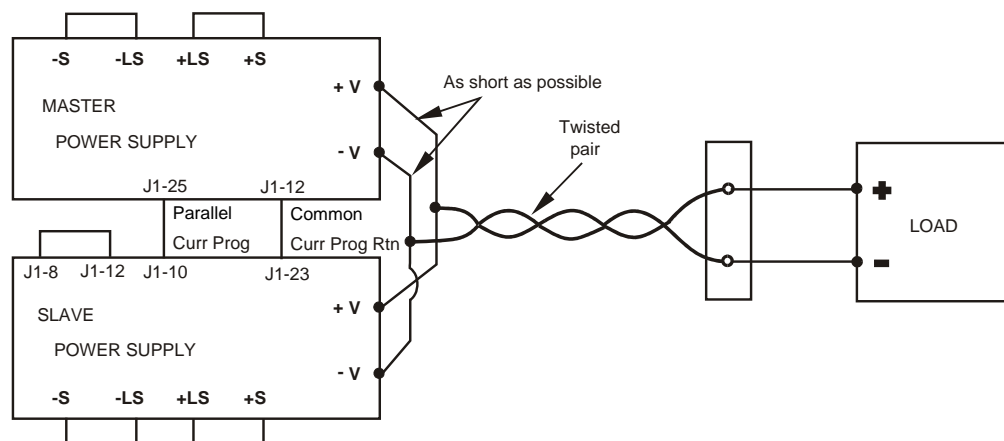 -S -LS +LS +S
MASTER
POWER SUPPLY
+ V
- V
J1-25 J1-12
As short as possible
Twisted
pair
+
-
LOAD
Parallel Common
Curr Prog Curr Prog Rtn
J1-8 J1-12 J1-10 J1-23
SLAVE
POWER SUPPLY
+ V
- V
-S -LS +LS +S